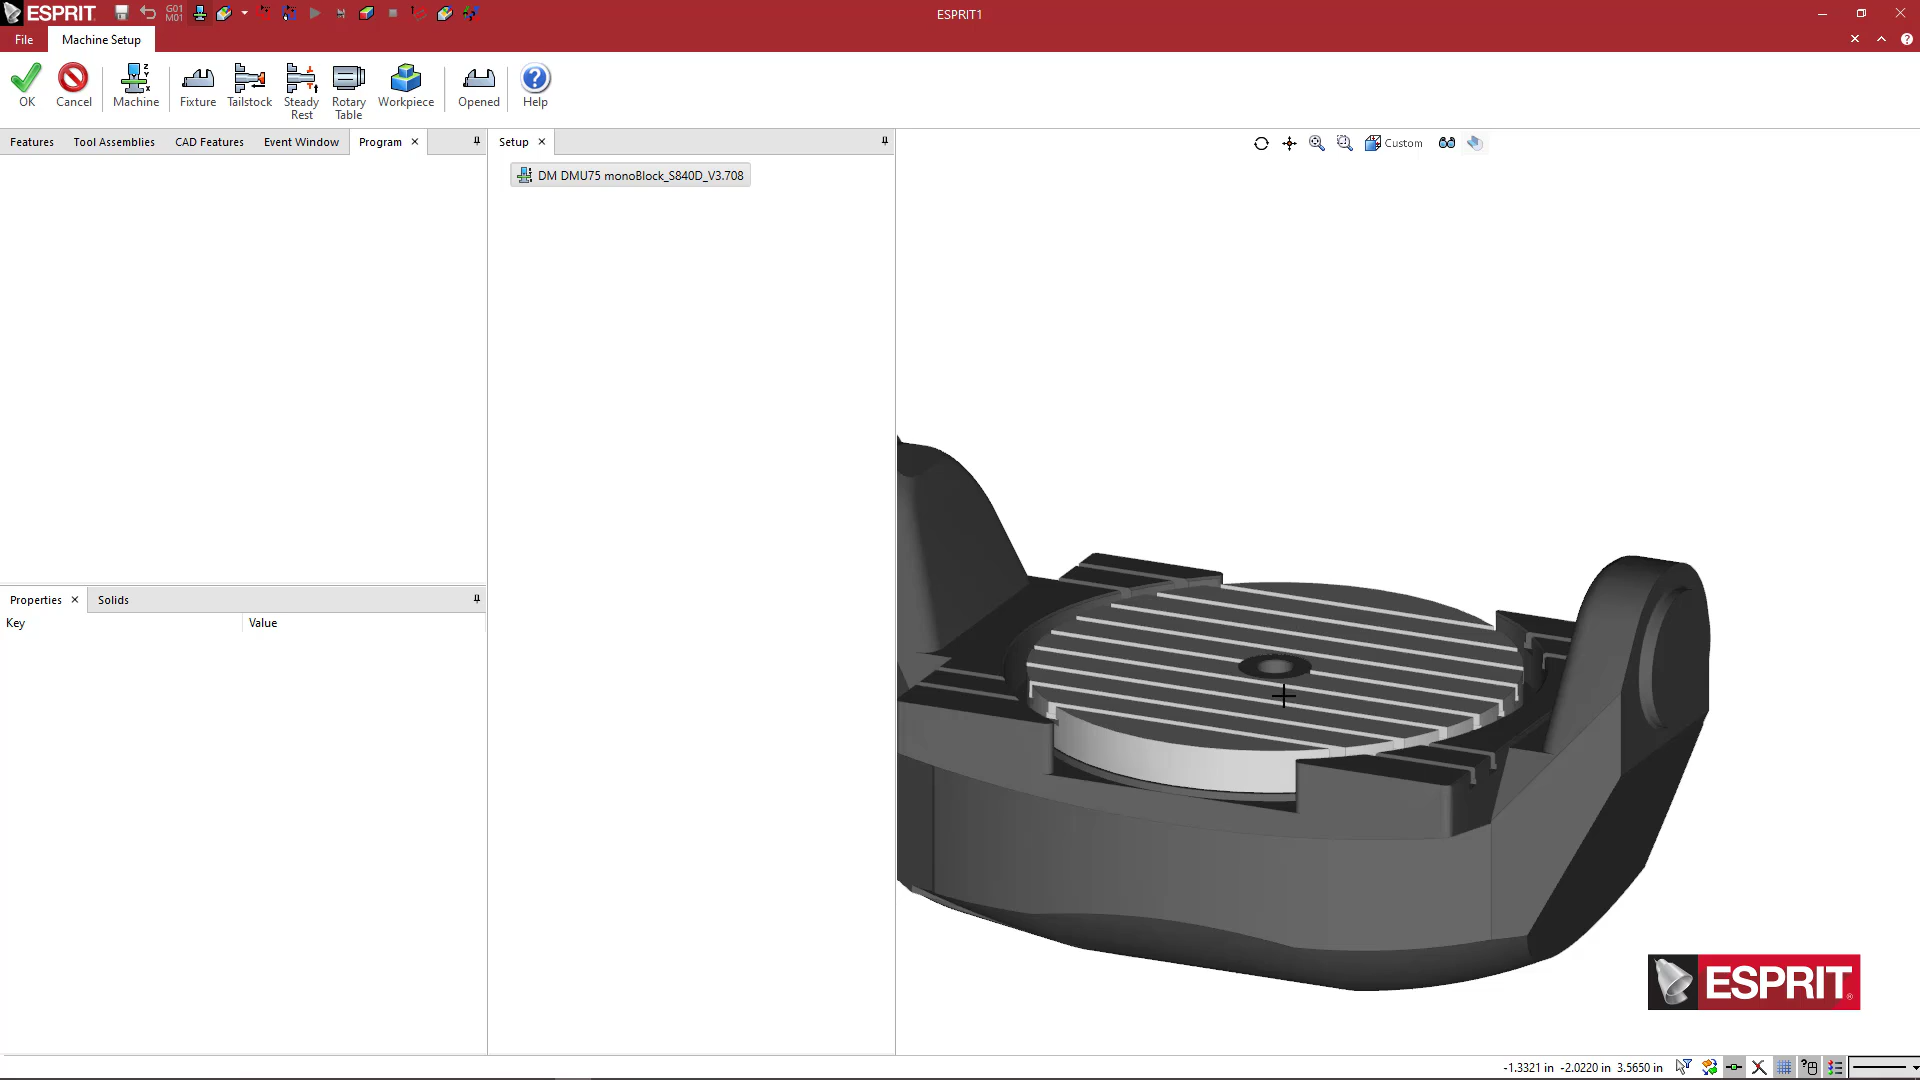 ESPRIT
G01
M01
ESPRIT1
File
Machine Setup
OK
Cancel
Machine
Fixture
Tailstock
Steady Rest
Rotary Table
Workpiece
Opened
Help
Features
Tool Assemblies
CAD Features
Event Window
Program
Setup
Custom
DM DMU75 monoBlock_S840D_V3.708
Properties
Solids
Key
Value
ESPRIT
-1.3321 in -2.0220 in 3.5650 in